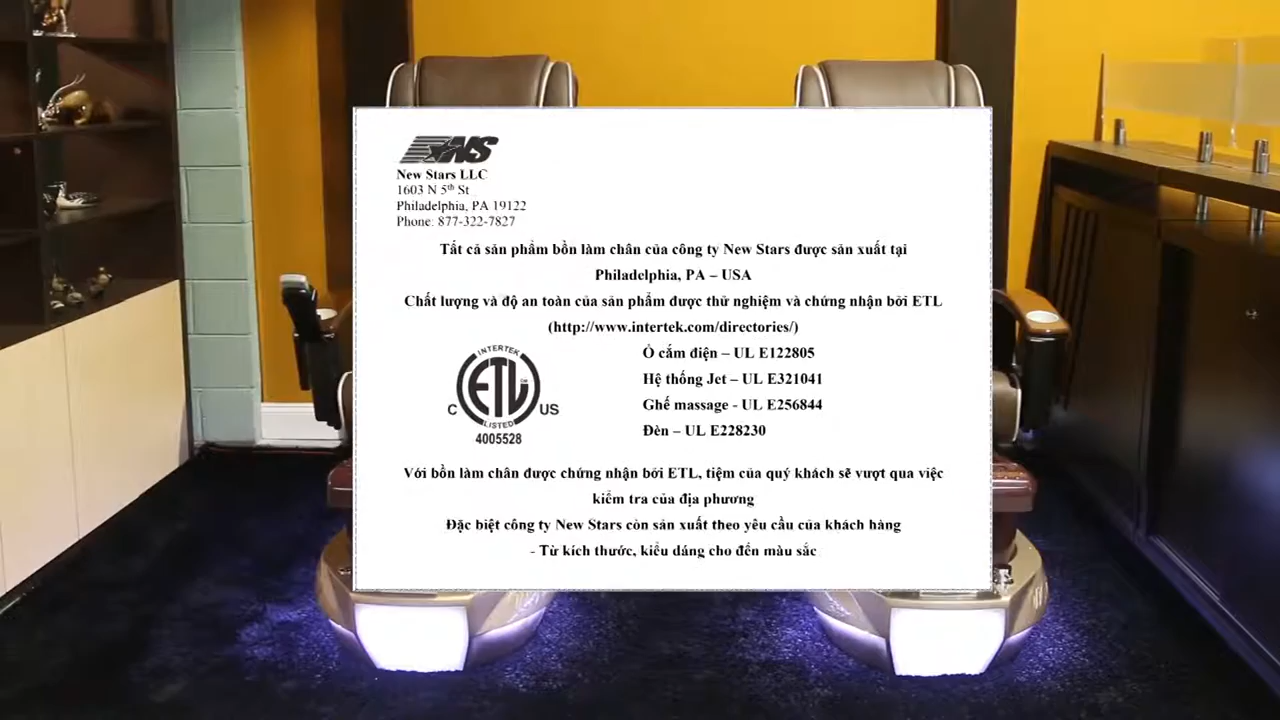 NS
New Stars LLC
1603 N 5th St
Philadelphia, PA 19122
Phone: 877-322-7827
Tất cả sản phẩm bồn làm chân của công ty New Stars được sản xuất tại
Philadelphia, PA – USA
Chất lượng và độ an toàn của sản phẩm được thử nghiệm và chứng nhận bởi ETL
(http://www.intertek.com/directories/)
Ổ cắm điện – UL E122805
Hệ thống Jet – UL E321041
Ghế massage - UL E256844
Đèn – UL E228230
INTERTEK
ETL
C US
LISTED
4005528
Với bồn làm chân được chứng nhận bởi ETL, tiệm của quý khách sẽ vượt qua việc
kiểm tra của địa phương
Đặc biệt công ty New Stars còn sản xuất theo yêu cầu của khách hàng
- Từ kích thước, kiểu dáng cho đến màu sắc